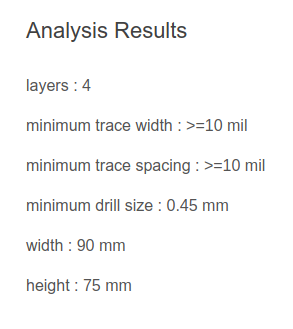 Analysis Results
layers : 4
minimum trace width : >=10 mil
minimum trace spacing : >=10 mil
minimum drill size : 0.45 mm
width : 90 mm
height : 75 mm